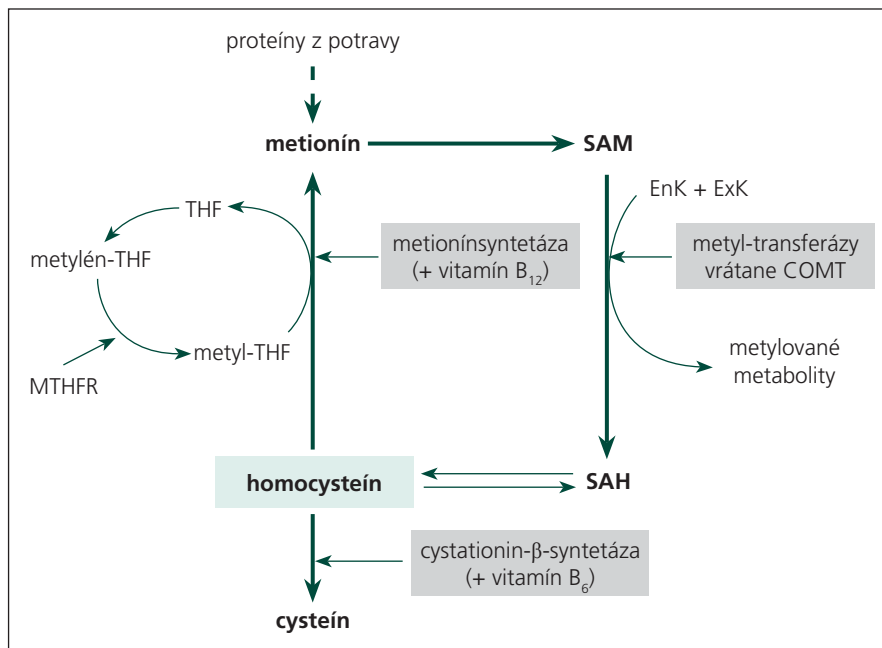 proteíny z potravy
metionín
SAM
EnK + ExK
THF
metionínsyntetáza
(+ vitamín B₁₂)
metyl-transferázy
vrátane COMT
metylén-THF
metyl-THF
MTHFR
metylované
metabolity
homocysteín
SAH
cystationin-β-syntetáza
(+ vitamín B₆)
cysteín